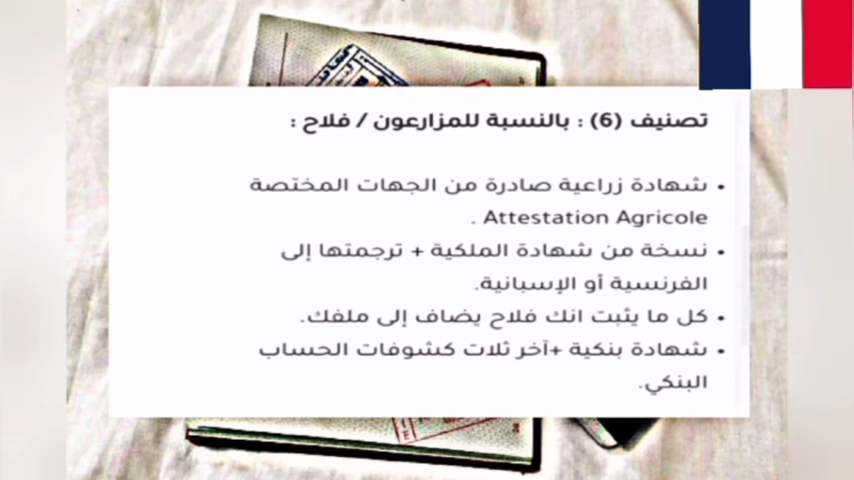 تصنيف (6) : بالنسبة للمزارعون / فلاح :
• شهادة زراعية صادرة من الجهات المختصة
Attestation Agricole .
• نسخة من شهادة الملكية + ترجمتها إلى
الفرنسية أو الإسبانية.
• كل ما يثبت انك فلاح يضاف إلى ملفك.
• شهادة بنكية +آخر ثلات كشوفات الحساب
البنكي.